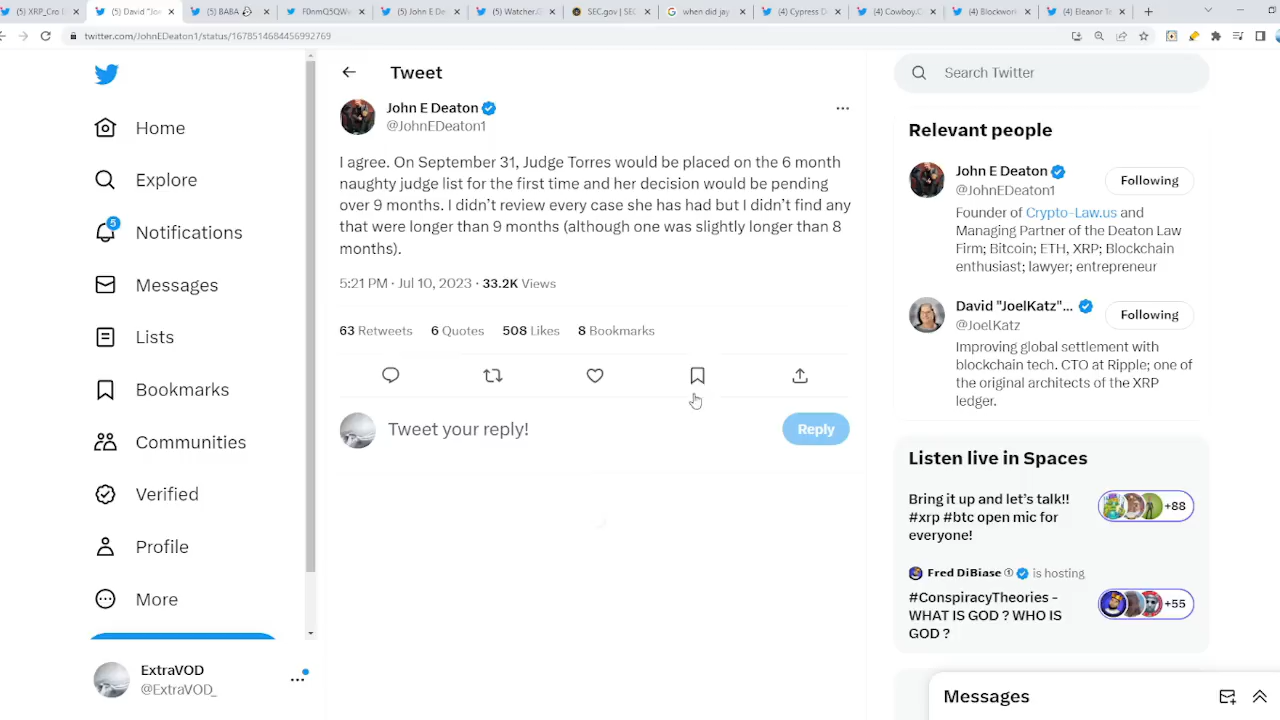 (5) XRP_Cro
(5) David "Jo
(5) BABA
F0nmQ5QW
(5) John E De
(5) Watcher.G
SEC.gov | SEC
when did jay
(4) Cypress D
(4) Cowboy.C
(4) Blockwor
(4) Eleanor Te
twitter.com/JohnEDeaton1/status/1678514684456992769
Home
Explore
5
Notifications
Messages
Lists
Bookmarks
Communities
Verified
Profile
More
ExtraVOD
@ExtraVOD_
Tweet
John E Deaton
@JohnEDeaton1
I agree. On September 31, Judge Torres would be placed on the 6 month
naughty judge list for the first time and her decision would be pending
over 9 months. I didn't review every case she has had but I didn't find any
that were longer than 9 months (although one was slightly longer than 8
months).
5:21 PM · Jul 10, 2023 · 33.2K Views
63 Retweets 6 Quotes 508 Likes 8 Bookmarks
Tweet your reply!
Reply
Search Twitter
Relevant people
John E Deaton
@JohnEDeaton1
Following
Founder of Crypto-Law.us and
Managing Partner of the Deaton Law
Firm; Bitcoin; ETH, XRP; Blockchain
enthusiast; lawyer; entrepreneur
David "JoelKatz"...
@JoelKatz
Following
Improving global settlement with
blockchain tech. CTO at Ripple; one of
the original architects of the XRP
ledger.
Listen live in Spaces
Bring it up and let's talk!!
#xrp #btc open mic for
everyone!
+88
Fred DiBiase is hosting
#ConspiracyTheories -
WHAT IS GOD ? WHO IS
GOD ?
+55
Messages